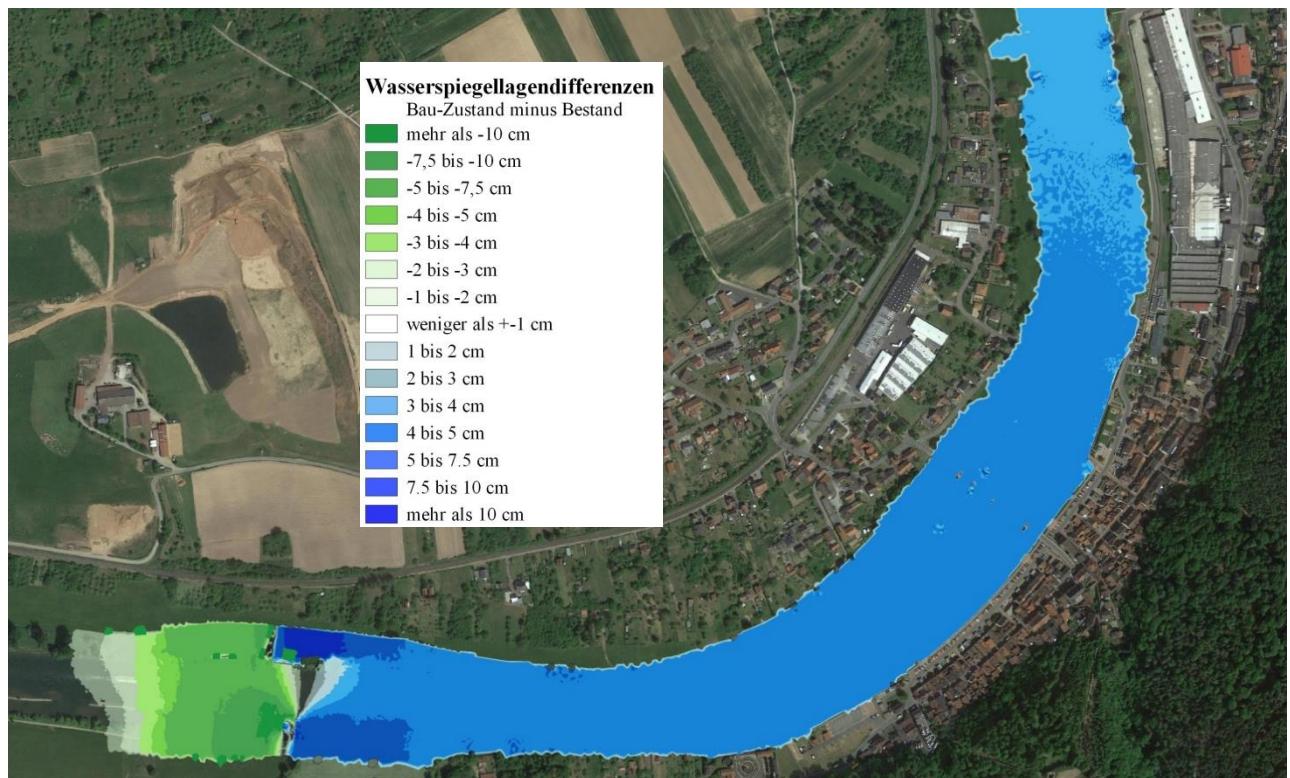 Wasserspiegellagendifferenzen
Bau-Zustand minus Bestand
mehr als -10 cm
-7,5 bis -10 cm
-5 bis -7,5 cm
-4 bis -5 cm
-3 bis -4 cm
-2 bis -3 cm
-1 bis -2 cm
weniger als +-1 cm
1 bis 2 cm
2 bis 3 cm
3 bis 4 cm
4 bis 5 cm
5 bis 7.5 cm
7.5 bis 10 cm
mehr als 10 cm